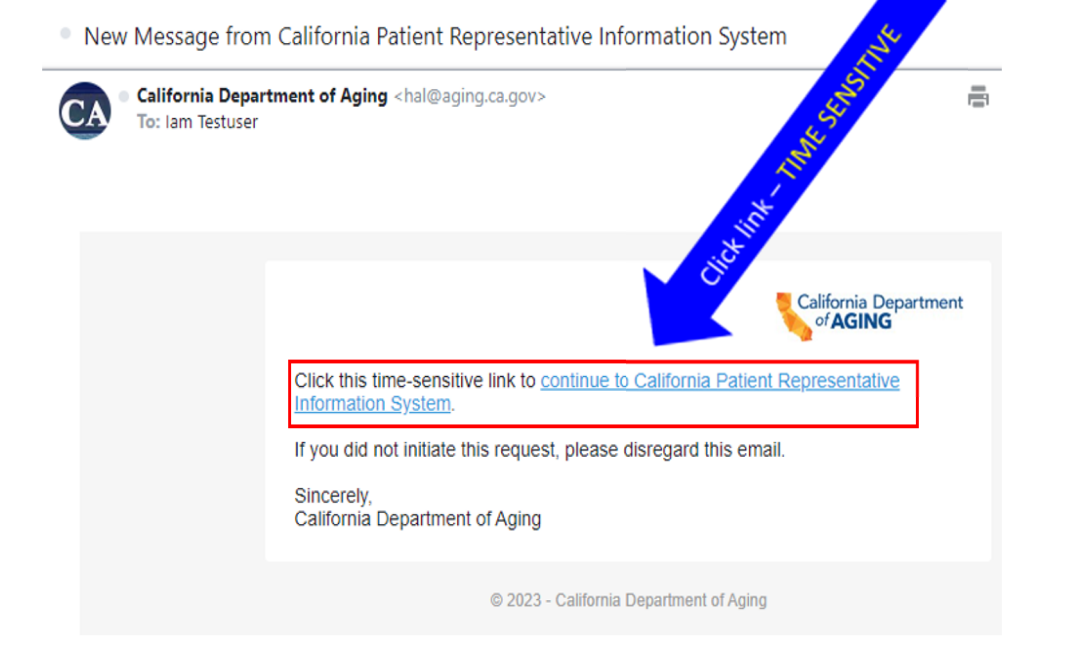 New Message from California Patient Representative Information System
CA
California Department of Aging <hal@aging.ca.gov>
To: Iam Testuser
Click link – TIME SENSITIVE
California Department
of AGING
Click this time-sensitive link to continue to California Patient Representative
Information System.
If you did not initiate this request, please disregard this email.
Sincerely,
California Department of Aging
© 2023 - California Department of Aging